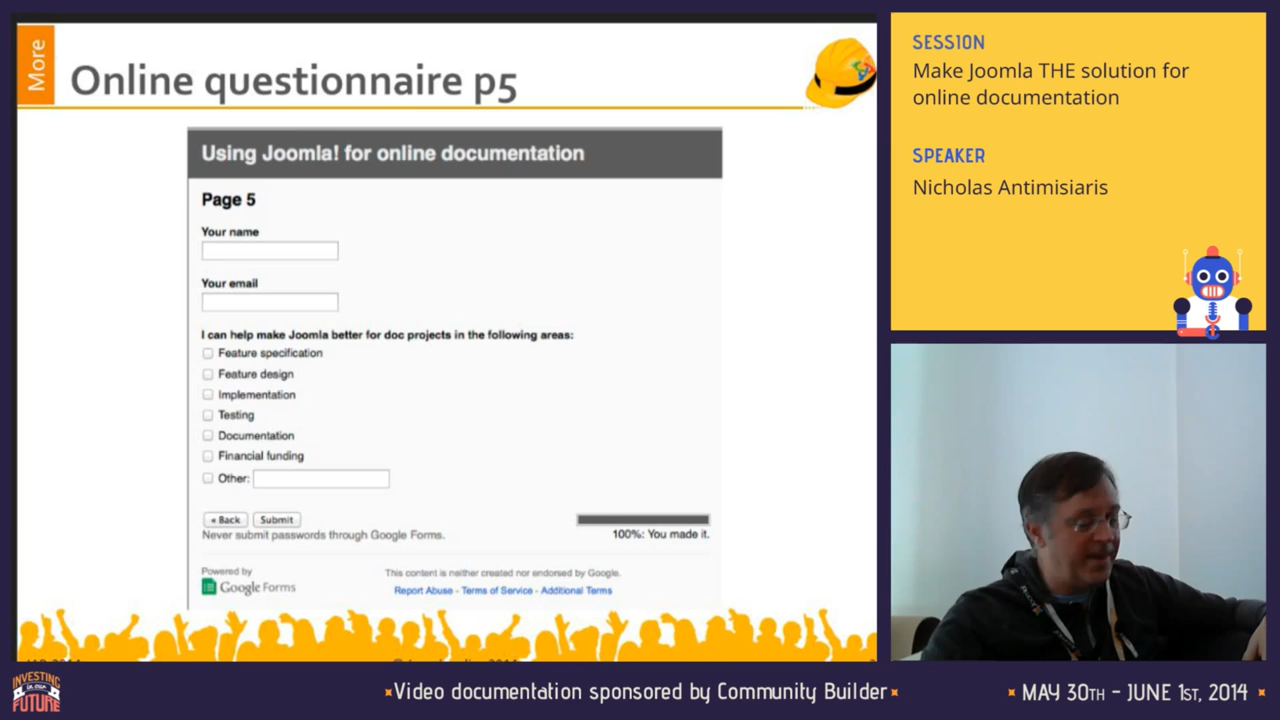 More
Online questionnaire p5
Using Joomla! for online documentation
Page 5
Your name
Your email
I can help make Joomla better for doc projects in the following areas:
Feature specification
Feature design
Implementation
Testing
Documentation
Financial funding
Other:
« Back
Submit
Never submit passwords through Google Forms.
100%: You made it.
Powered by
Google Forms
This content is neither created nor endorsed by Google.
Report Abuse - Terms of Service - Additional Terms
SESSION
Make Joomla THE solution for
online documentation
SPEAKER
Nicholas Antimisiaris
INVESTING
IN OUR
FUTURE
Video documentation sponsored by Community Builder
MAY 30TH - JUNE 1ST, 2014